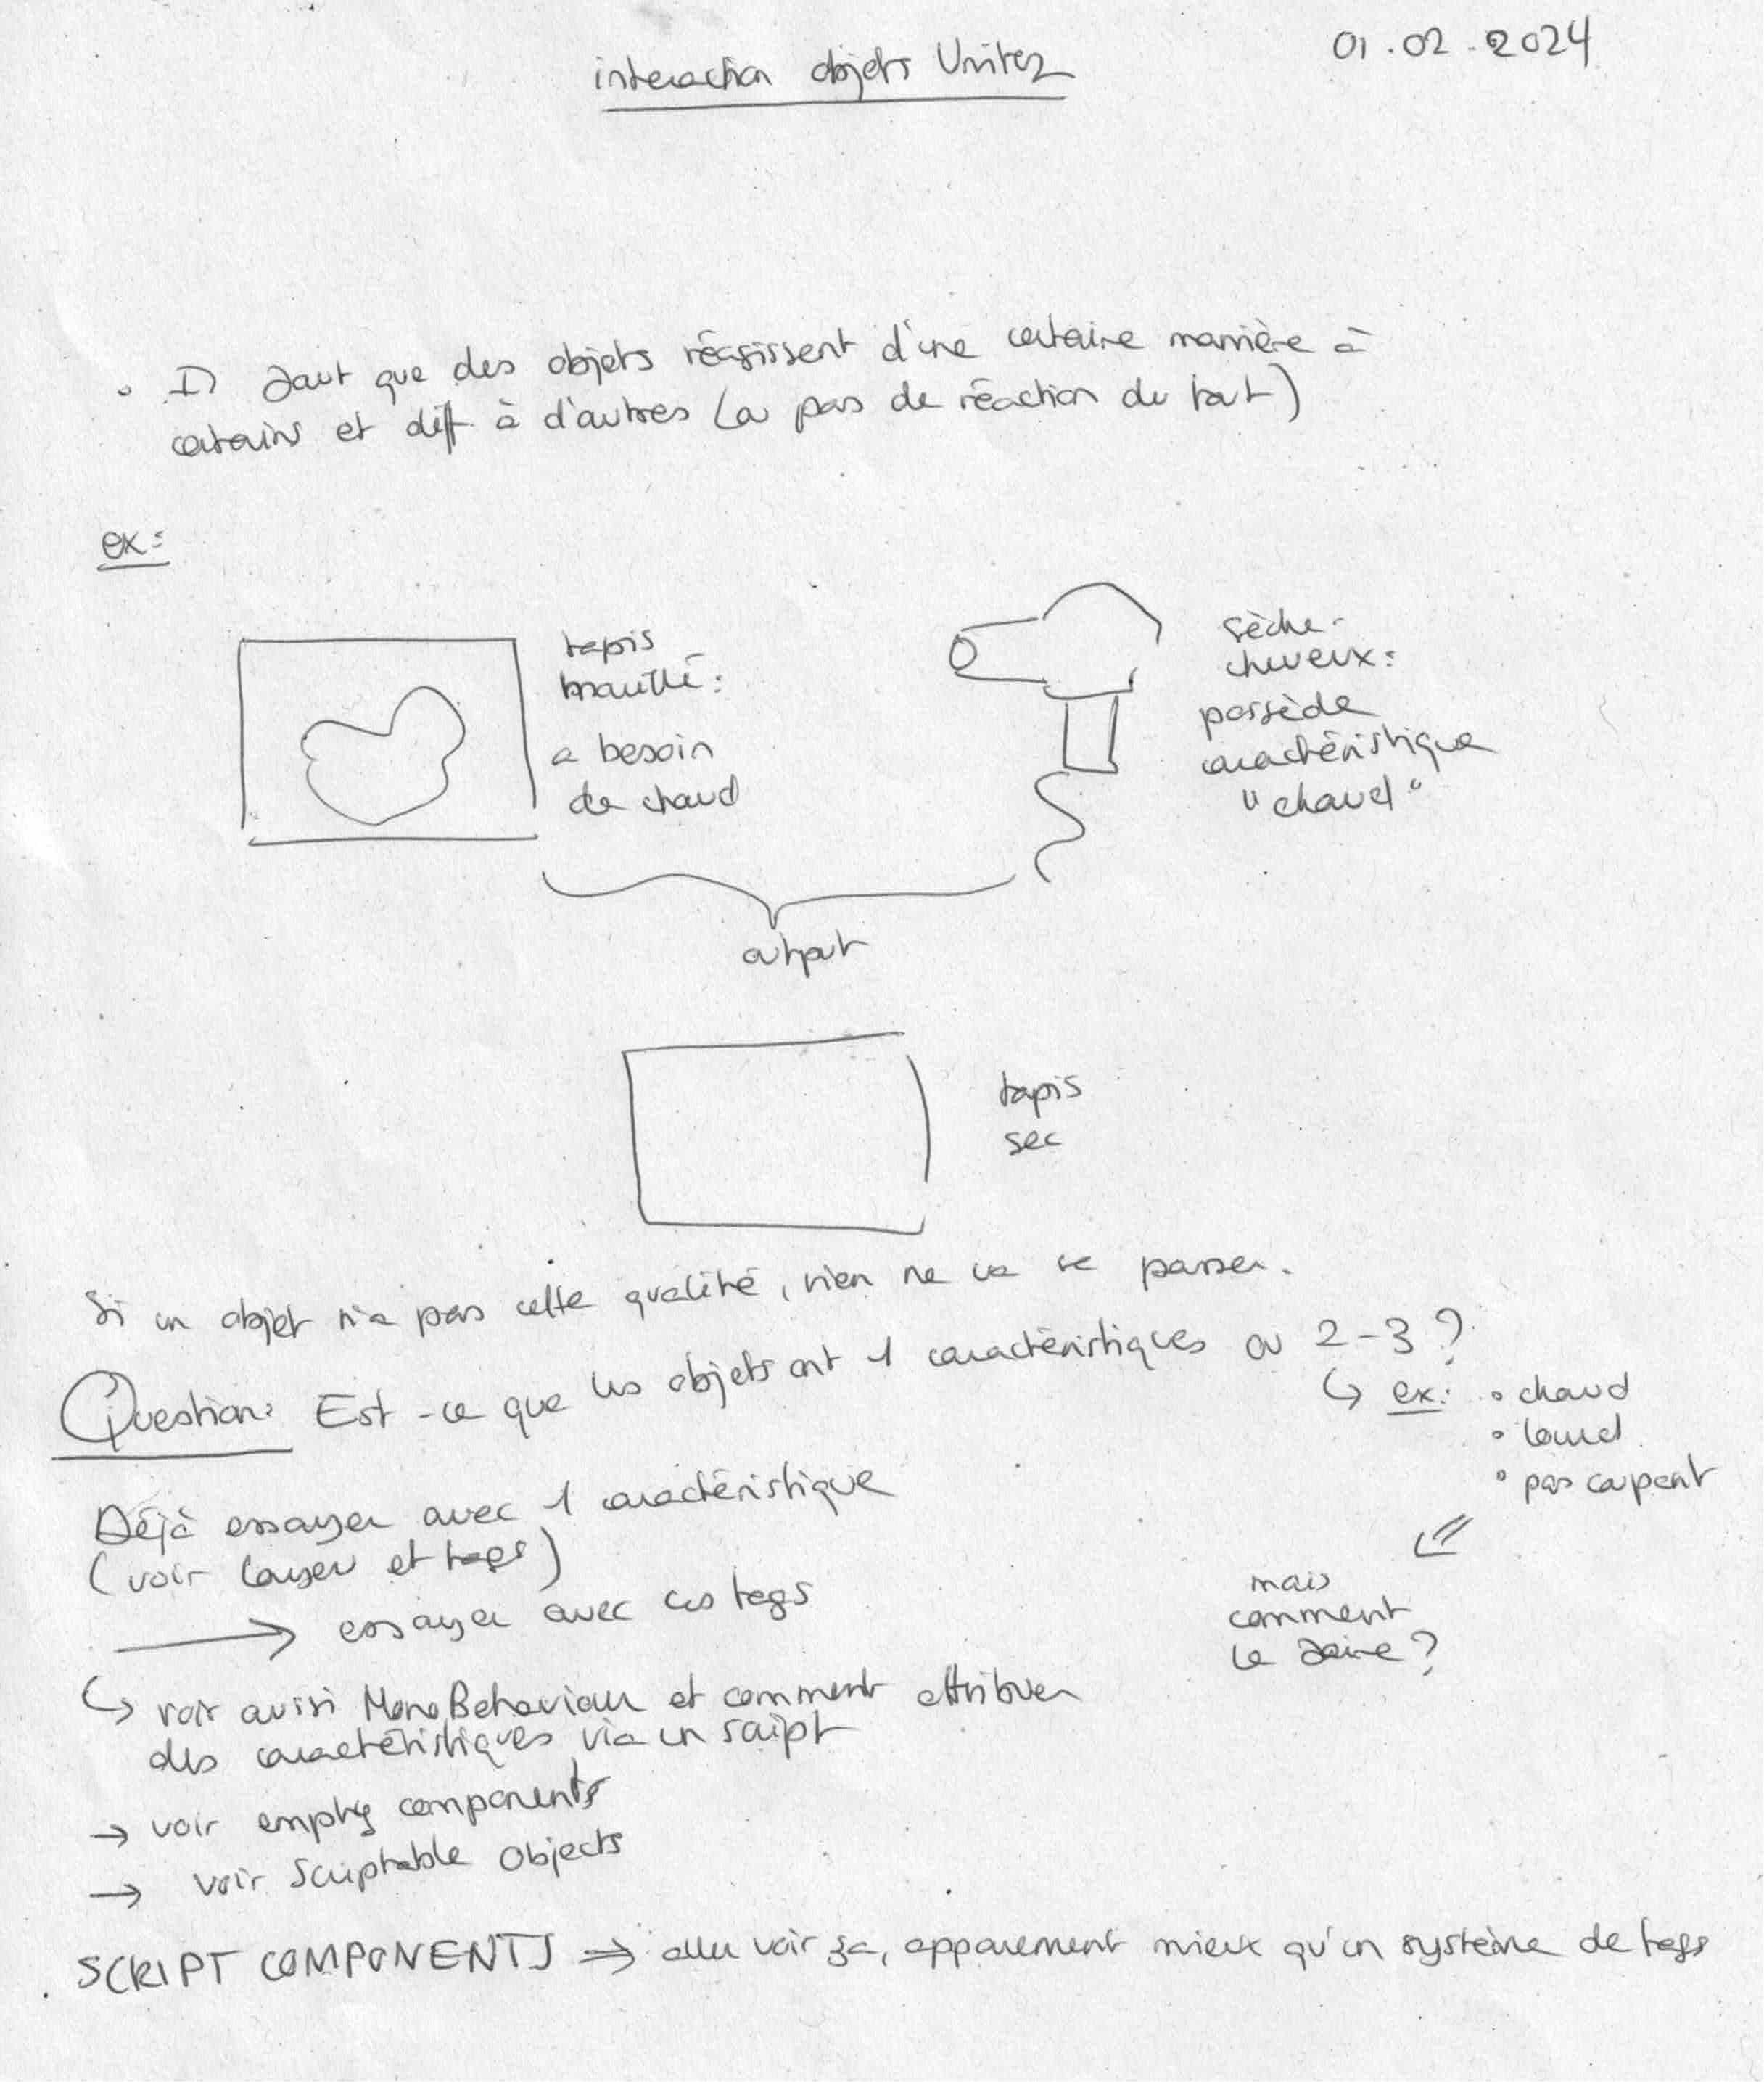 interaction objets Unity
01.02.2024
• Il faut que des objets réagissent d'une certaine manière à
certains et diff à d'autres (ou pas de réaction du tout)
ex:
tapis
mouillé:
a besoin
de chaud
sèche-
cheveux:
possède
caractéristique
"chaud"
output
tapis
sec
Si un objet n'a pas cette qualité, rien ne va se passer.
Question: Est-ce que les objets ont 1 caractéristiques ou 2-3?
↳ ex: • chaud
• lourd
• pas coupant
mais
comment
le faire?
Déjà essayer avec 1 caractéristique
(voir layer et tags)
→ essayer avec les tags
↳ voir aussi MonoBehaviour et comment attribuer
des caractéristiques via un script
→ voir empty components
→ voir Scriptable Objects
SCRIPT COMPONENTS ⇒ aller voir ça, apparement mieux qu'un système de tags